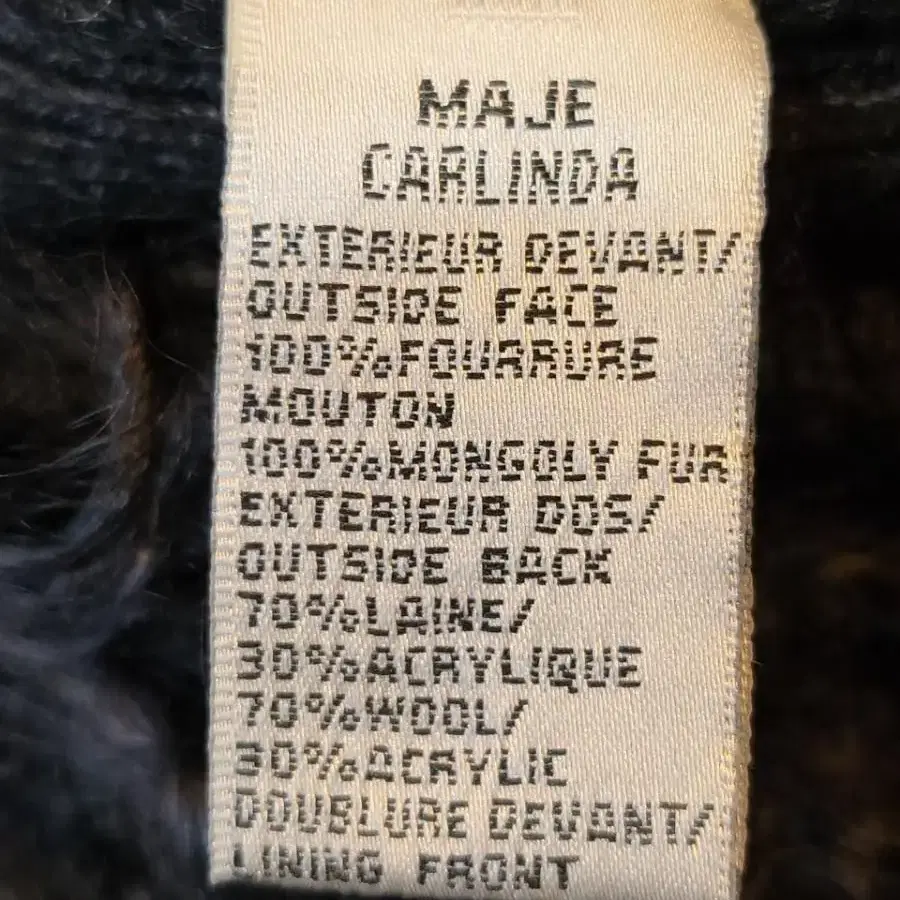 MAJE
CARLINDA
EXTERIEUR DEVANT/
OUTSIDE FACE
100%FOURRURE
MOUTON
100%MONGOLY FUR
EXTERIEUR DOS/
OUTSIDE BACK
70%LAINE/
30%ACRYLIQUE
70%WOOL/
30%ACRYLIC
DOUBLURE DEVANT/
LINING FRONT